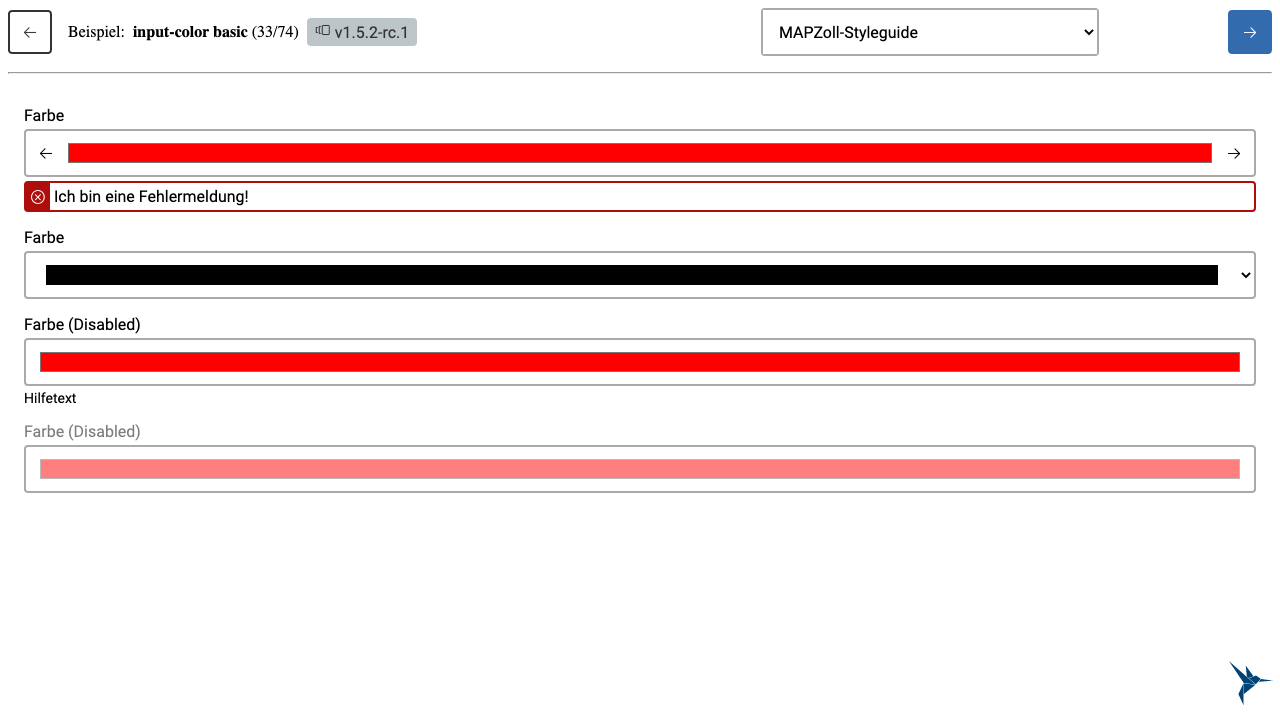 Beispiel: input-color basic (33/74) v1.5.2-rc.1 MAPZoll-Styleguide
Farbe
Ich bin eine Fehlermeldung!
Farbe
Farbe (Disabled)
Hilfetext
Farbe (Disabled)